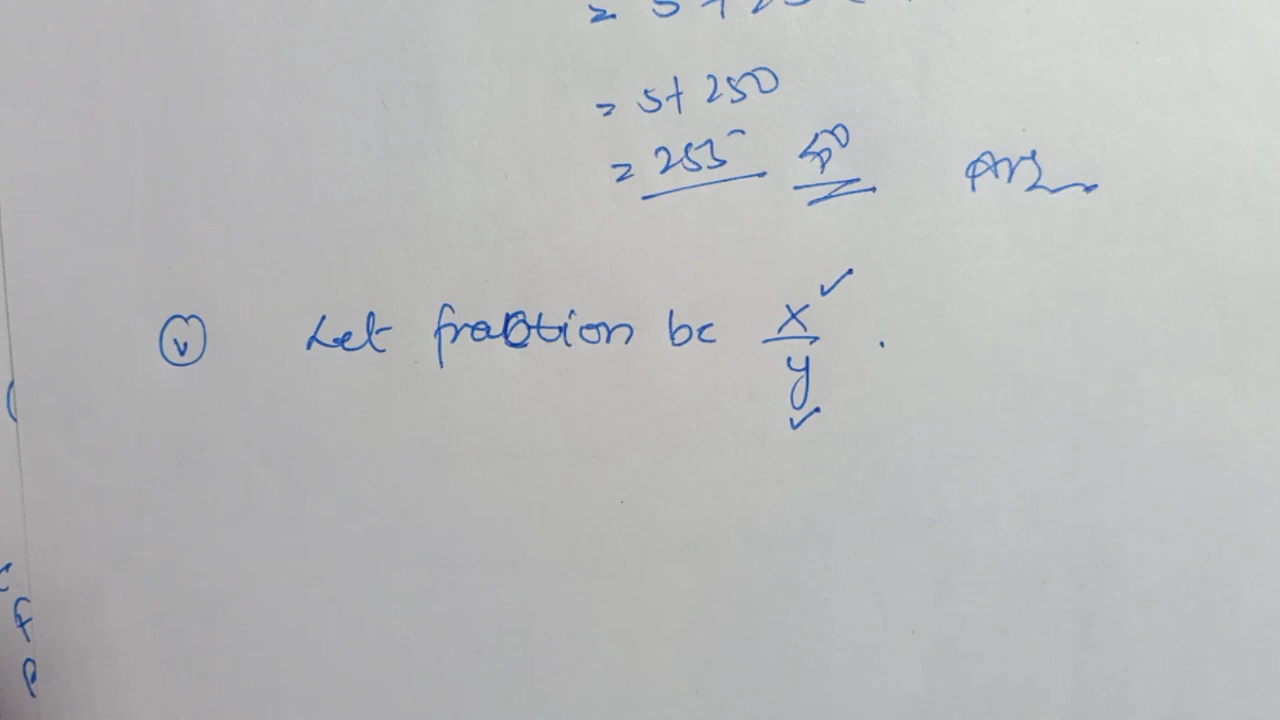 = 5 + 250
= 255 Ans
(v) Let fraction be x/y .